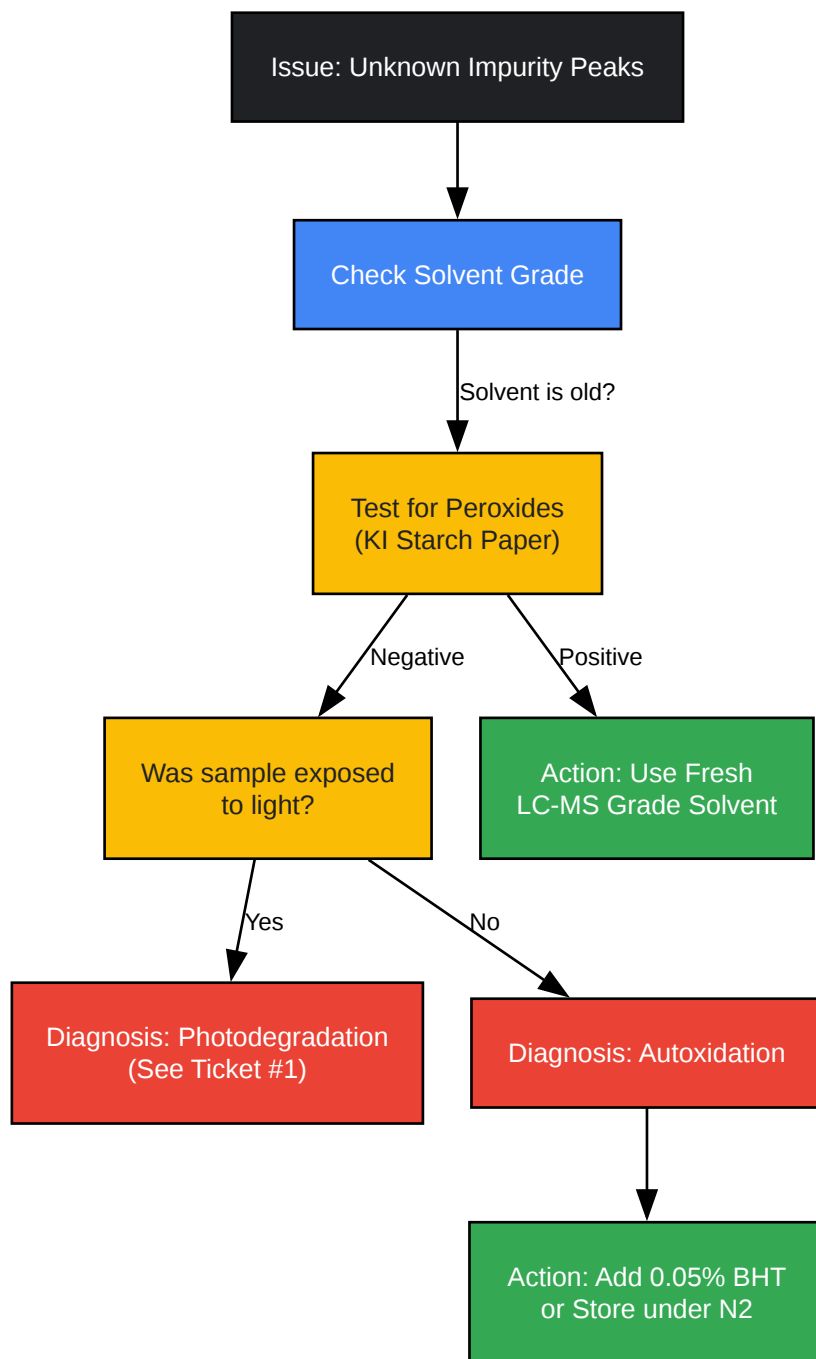 Issue: Unknown Impurity Peaks
Check Solvent Grade
Solvent is old?
Test for Peroxides
(KI Starch Paper)
Negative
Positive
Was sample exposed
to light?
Action: Use Fresh
LC-MS Grade Solvent
Yes
No
Diagnosis: Photodegradation
(See Ticket #1)
Diagnosis: Autoxidation
Action: Add 0.05% BHT
or Store under N2